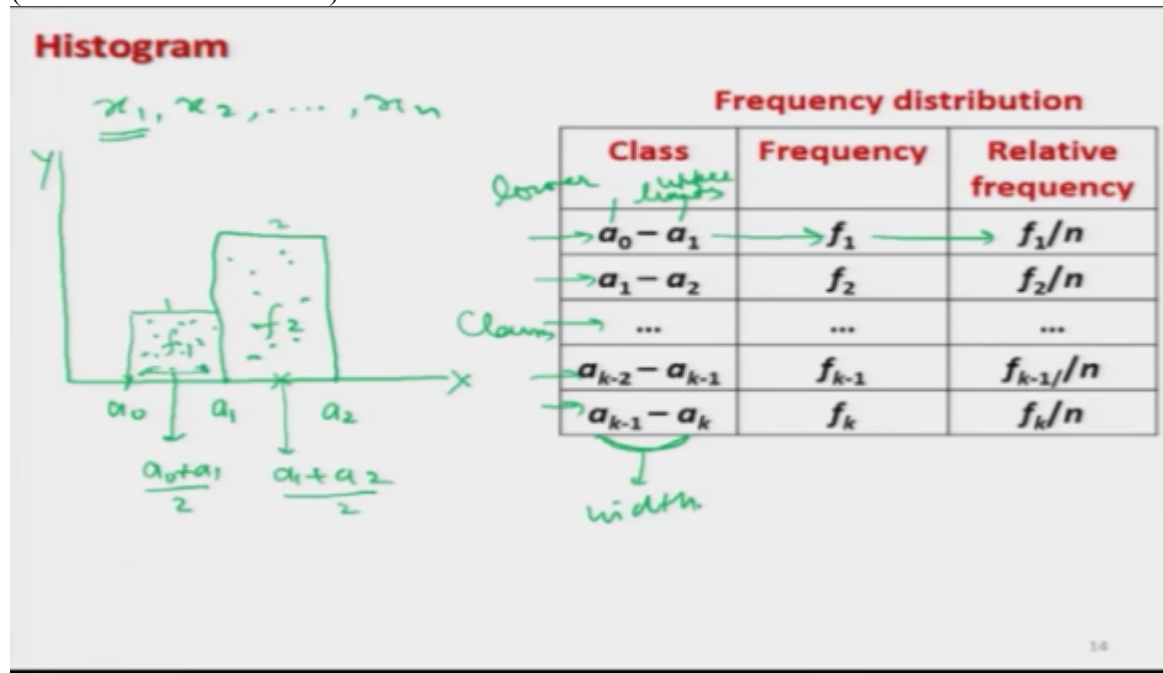 Histogram
x₁, x₂, ...., xₙ
Frequency distribution
Class Frequency Relative frequency
lower upper limits
a₀ – a₁ f₁ f₁/n
a₁ – a₂ f₂ f₂/n
... ... ...
aₖ₋₂ – aₖ₋₁ fₖ₋₁ fₖ₋₁//n
aₖ₋₁ – aₖ fₖ fₖ/n
width
Y
1 2
f₁ f₂
X
a₀ a₁ a₂
a₀+a₁/2 a₁+a₂/2
14